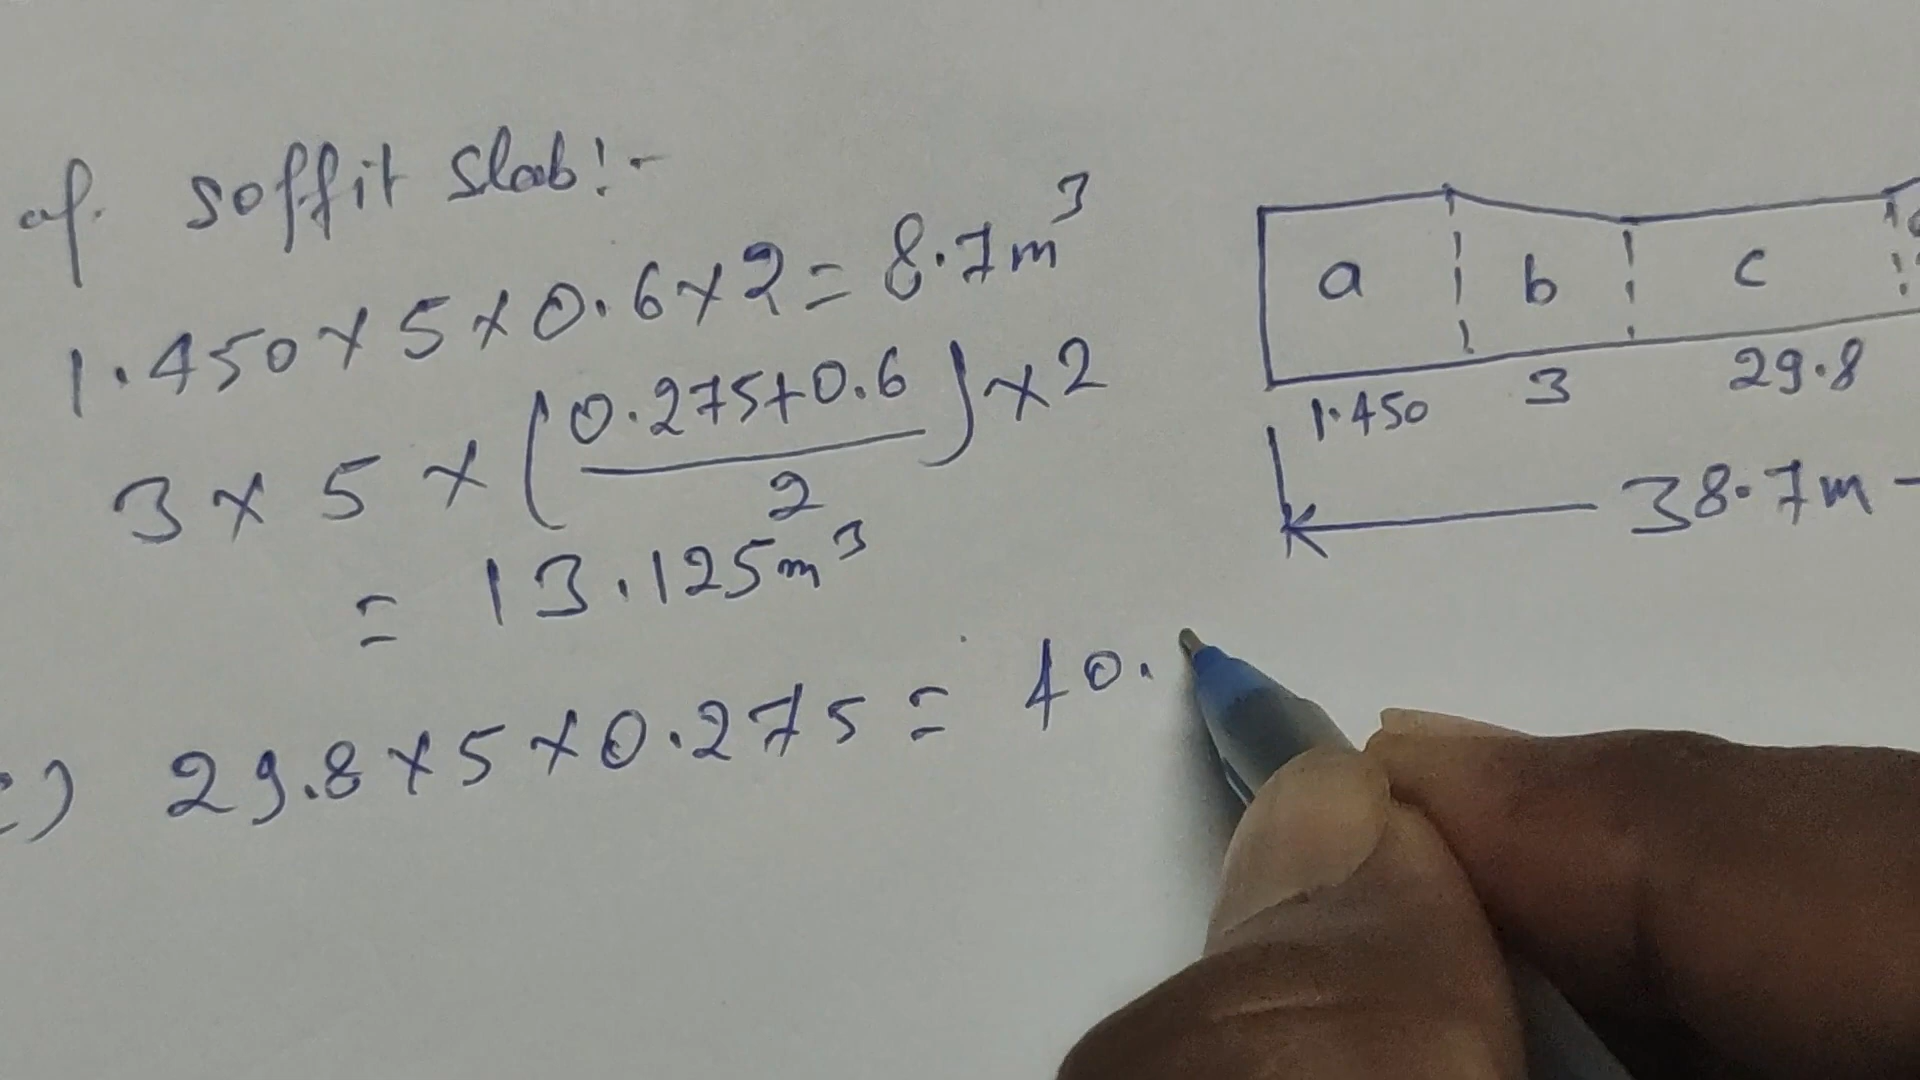 of soffit slab:-
1.450 x 5 x 0.6 x 2 = 8.7m³
3 x 5 x (0.275+0.6 / 2) x 2
= 13.125m³
c) 29.8 x 5 x 0.275 = 40.
a b c
1.450 3 29.8
38.7m